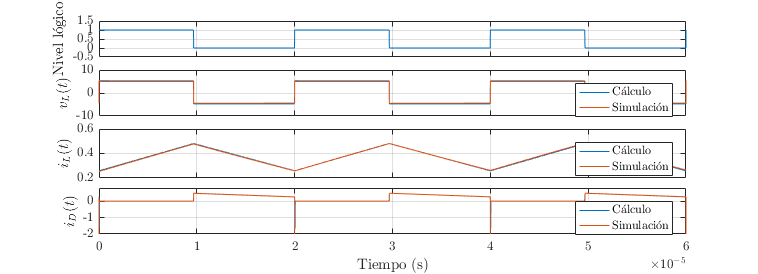 Nivel lógico
1.5
1
0.5
0
-0.5
v_L(t)
10
0
-10
Cálculo
Simulación
i_L(t)
0.6
0.4
0.2
Cálculo
Simulación
i_D(t)
0
-1
-2
Cálculo
Simulación
0 1 2 3 4 5 6
Tiempo (s)
×10⁻⁵